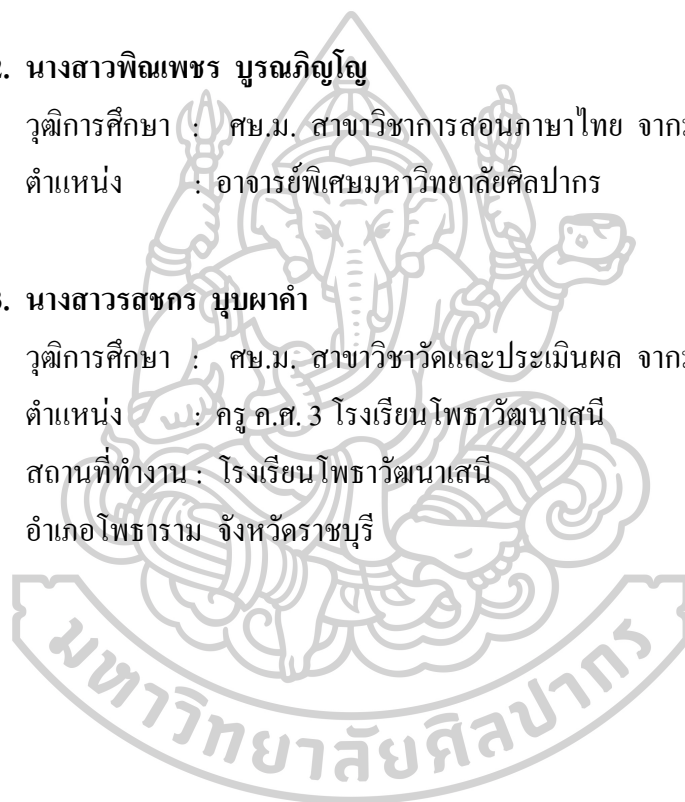 2. นางสาวพิณเพชร บูรณภิญโญ
วุฒิการศึกษา : ศษ.ม. สาขาวิชาการสอนภาษาไทย จาก
ตำแหน่ง : อาจารย์พิเศษมหาวิทยาลัยศิลปากร
3. นางสาวรสชกร บุบผาคำ
วุฒิการศึกษา : ศษ.ม. สาขาวิชาวัดและประเมินผล จาก
ตำแหน่ง : ครู ค.ศ. 3 โรงเรียนโพธาวัฒนาเสนี
สถานที่ทำงาน : โรงเรียนโพธาวัฒนาเสนี
อำเภอโพธาราม จังหวัดราชบุรี
มหาวิทยาลัยศิลปากร